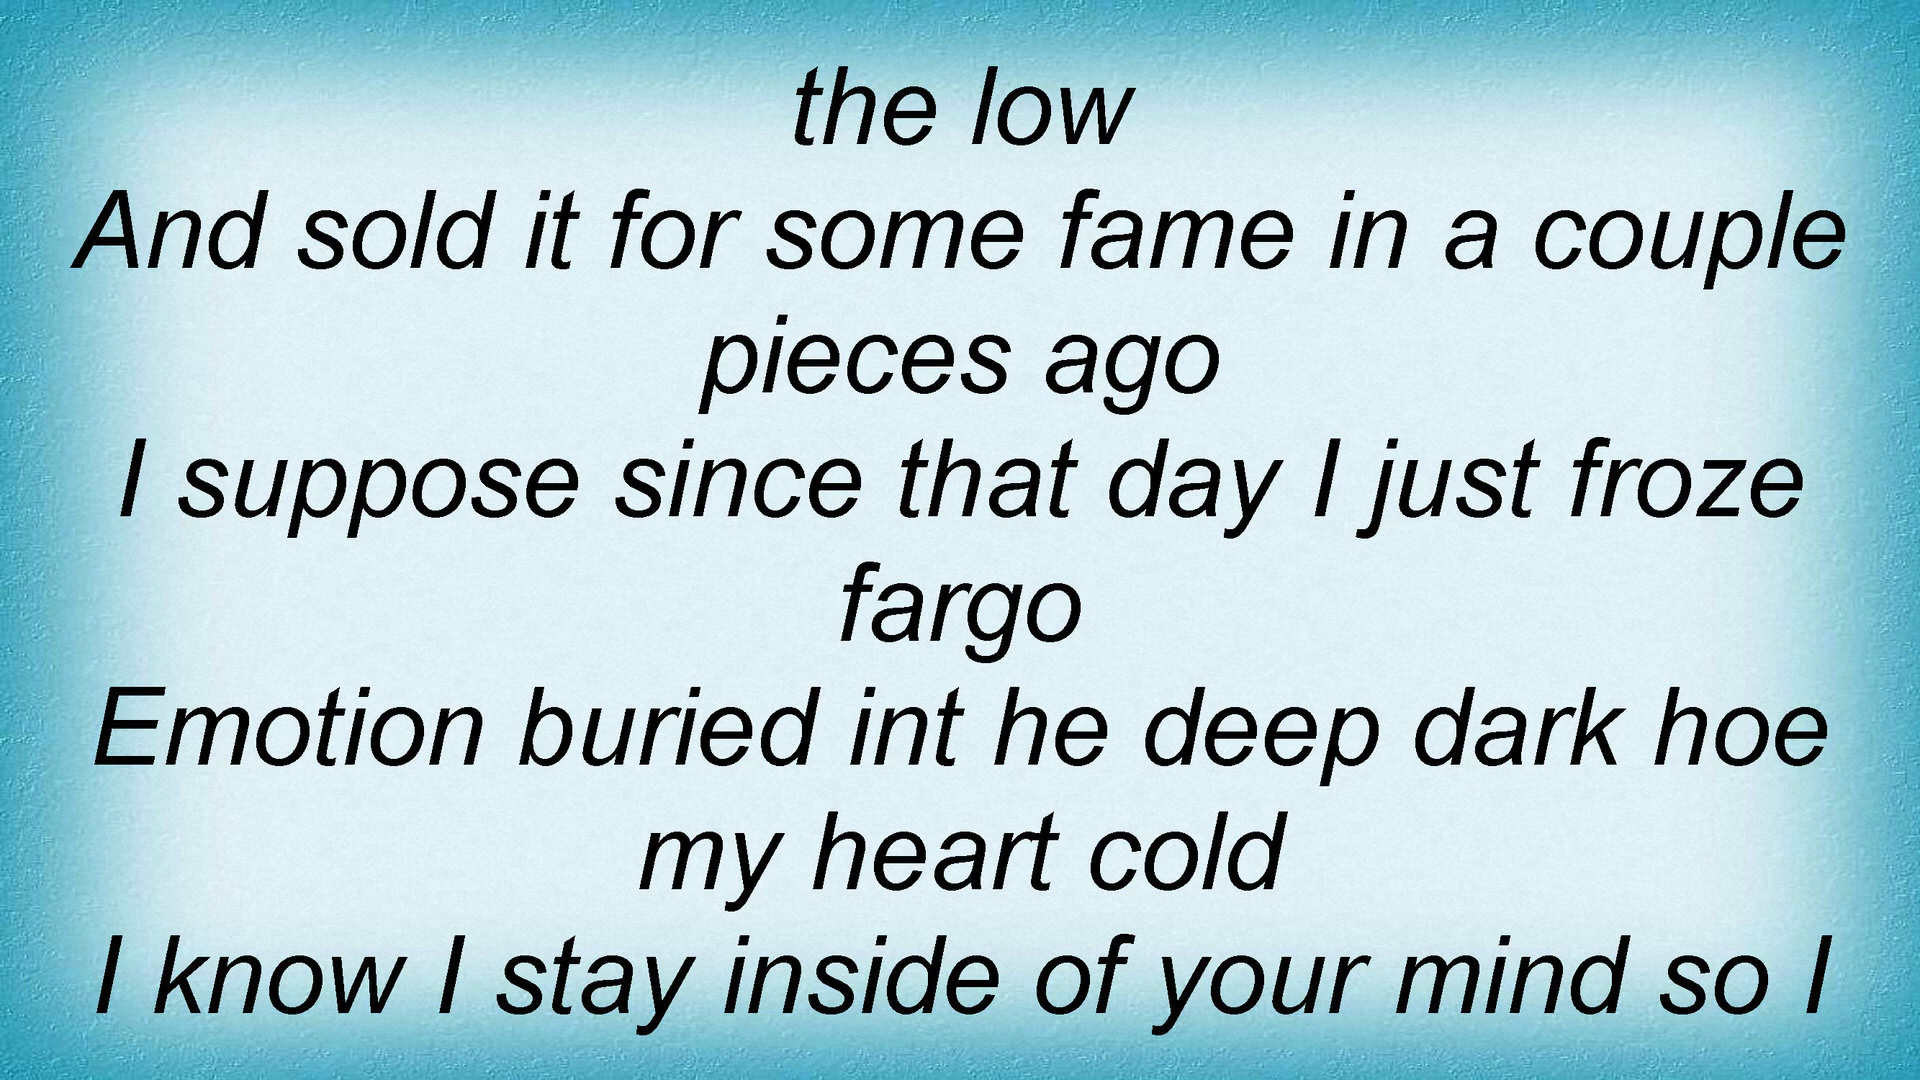 the low
And sold it for some fame in a couple
pieces ago
I suppose since that day I just froze
fargo
Emotion buried int he deep dark hoe
my heart cold
I know I stay inside of your mind so I